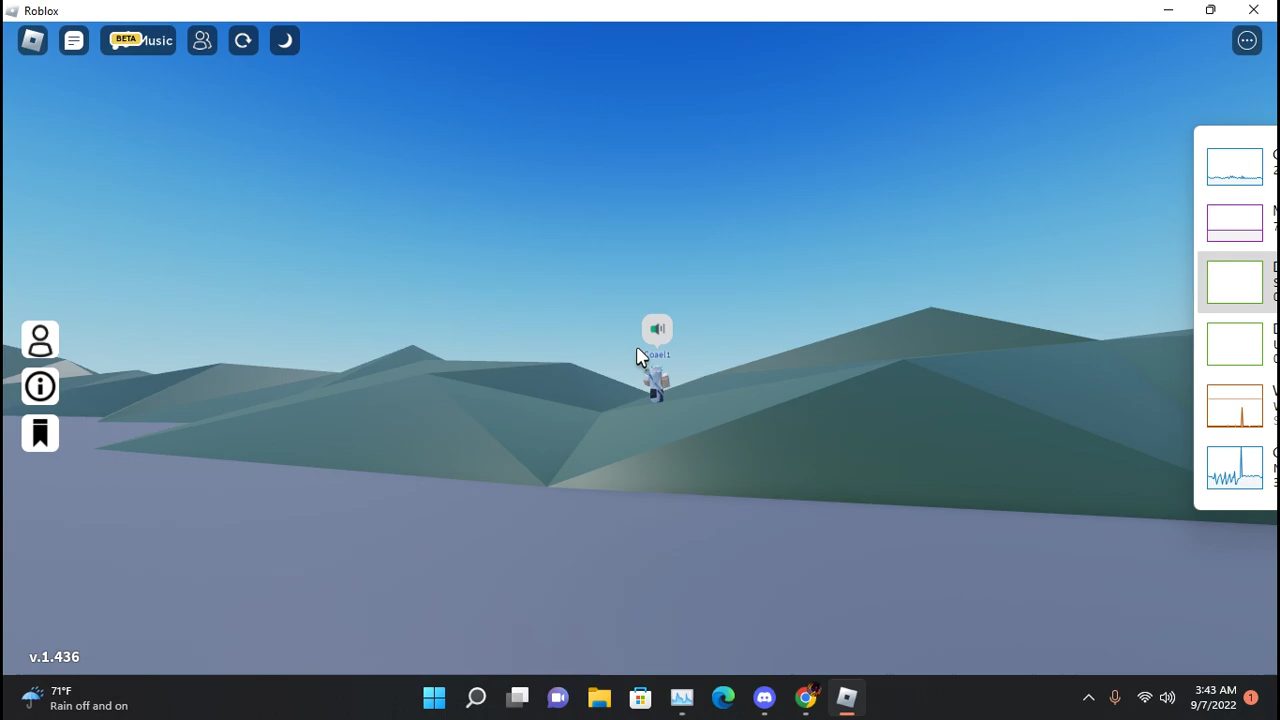 Roblox
BETA
Music
v.1.436
71°F
Rain off and on
3:43 AM
9/7/2022
1